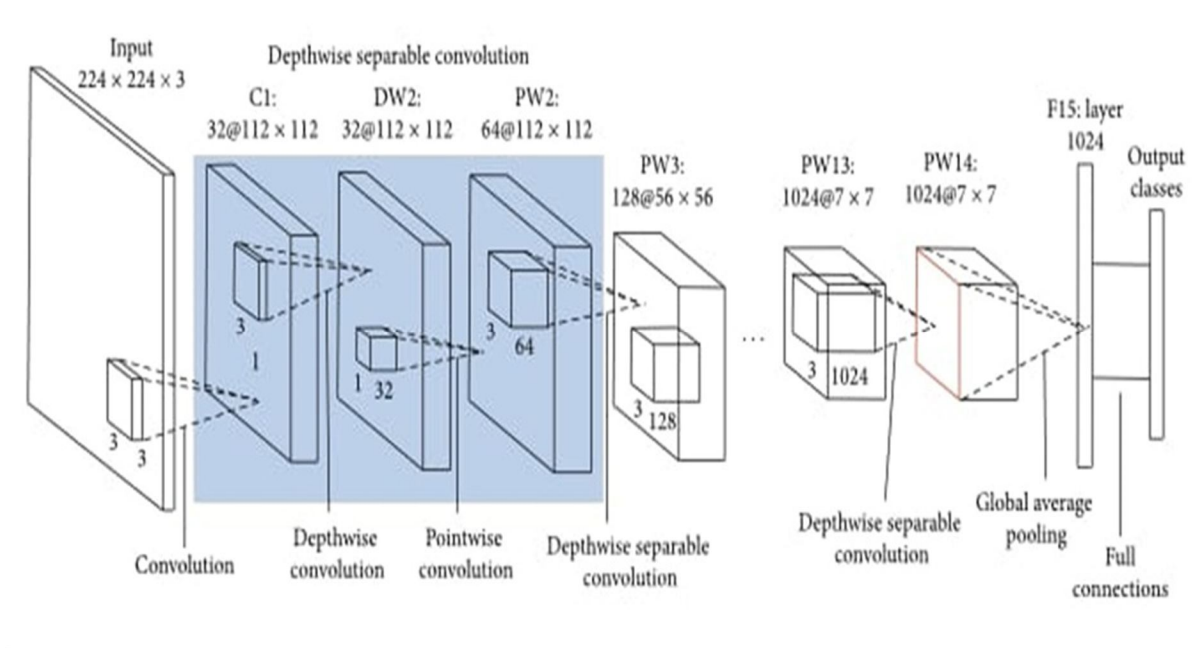 Input
224 × 224 × 3
Depthwise separable convolution
C1:
32@112 × 112
DW2:
32@112 × 112
PW2:
64@112 × 112
PW3:
128@56 × 56
PW13:
1024@7 × 7
PW14:
1024@7 × 7
F15: layer
1024
Output
classes
3
3
3
1
1 32
3
64
3
128
...
3
1024
Convolution
Depthwise
convolution
Pointwise
convolution
Depthwise separable
convolution
Depthwise separable
convolution
Global average
pooling
Full
connections